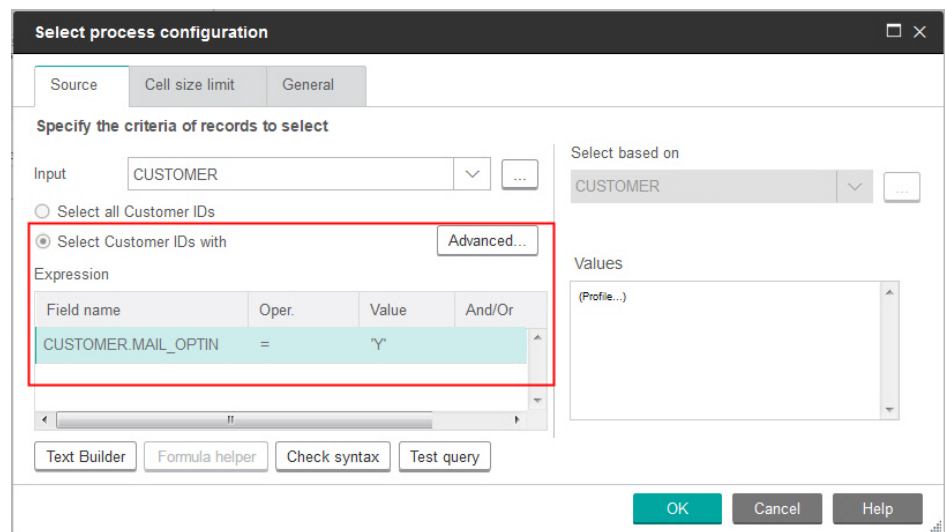 Select process configuration
Source Cell size limit General
Specify the criteria of records to select
Input CUSTOMER ...
Select all Customer IDs
Select Customer IDs with Advanced...
Expression
Field name Oper. Value And/Or
CUSTOMER.MAIL_OPTIN = 'Y'
Text Builder Formula helper Check syntax Test query
Select based on
CUSTOMER ...
Values
(Profile...)
OK Cancel Help